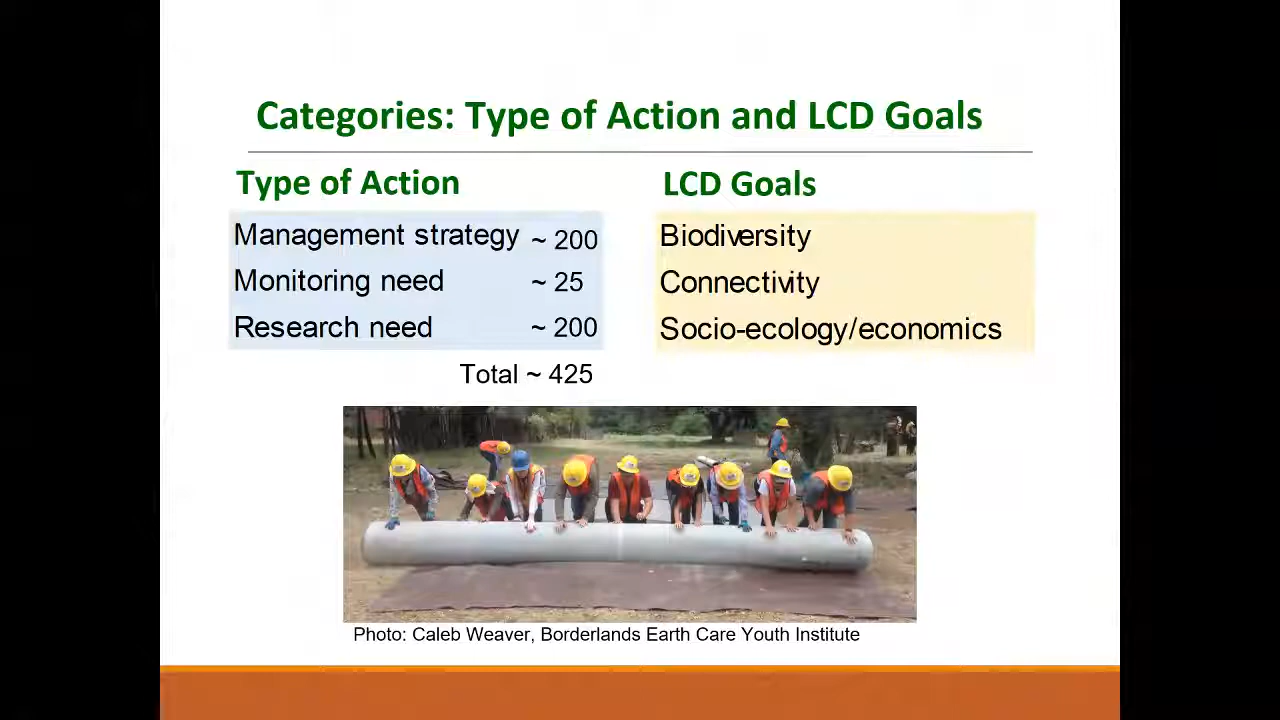 Categories: Type of Action and LCD Goals
Type of Action
Management strategy ~ 200
Monitoring need ~ 25
Research need ~ 200
Total ~ 425
LCD Goals
Biodiversity
Connectivity
Socio-ecology/economics
Photo: Caleb Weaver, Borderlands Earth Care Youth Institute